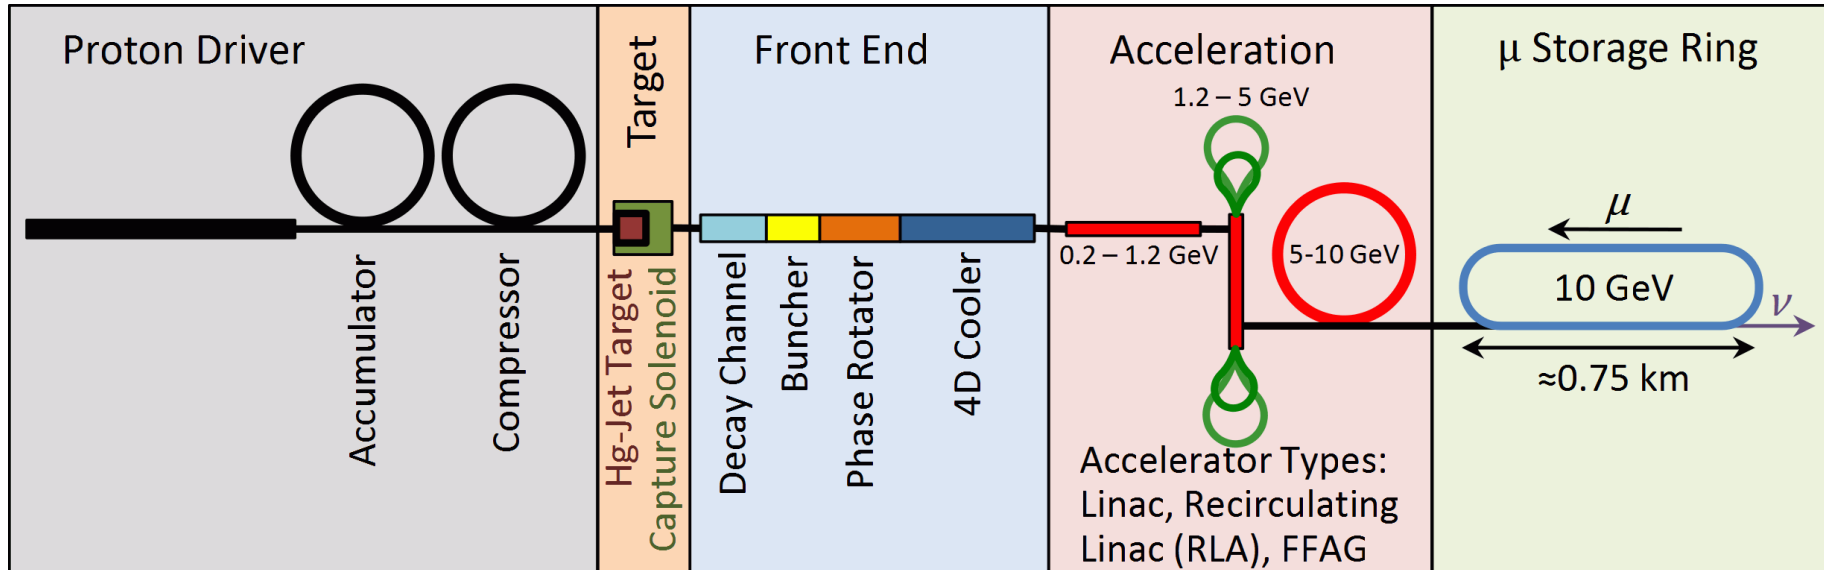 Proton Driver
Accumulator
Compressor
Target
Hg-Jet Target
Capture Solenoid
Front End
Decay Channel
Buncher
Phase Rotator
4D Cooler
Acceleration
1.2 – 5 GeV
0.2 – 1.2 GeV
5-10 GeV
Accelerator Types:
Linac, Recirculating
Linac (RLA), FFAG
μ Storage Ring
μ
10 GeV
ν
≈0.75 km